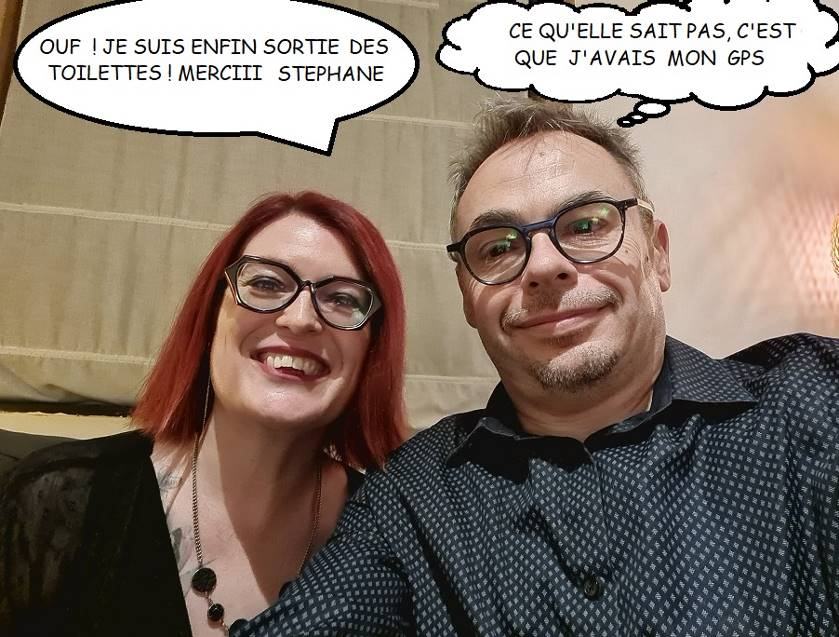 OUF ! JE SUIS ENFIN SORTIE DES
TOILETTES ! MERCIII STEPHANE
CE QU'ELLE SAIT PAS, C'EST
QUE J'AVAIS MON GPS